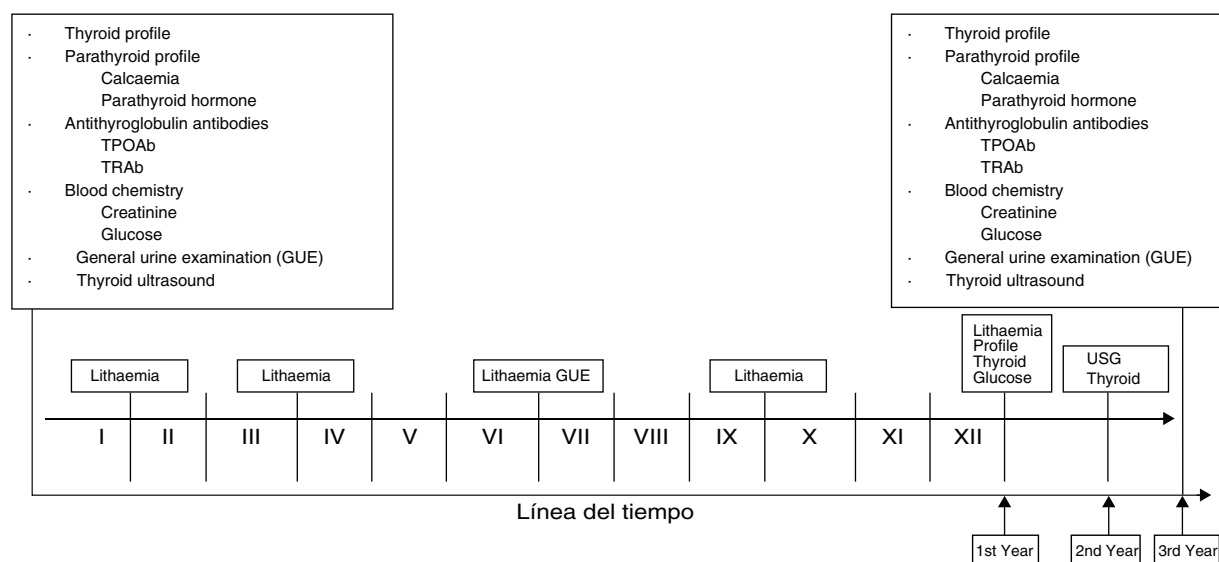 · Thyroid profile
· Parathyroid profile
Calcaemia
Parathyroid hormone
· Antithyroglobulin antibodies
TPOAb
TRAb
· Blood chemistry
Creatinine
Glucose
· General urine examination (GUE)
· Thyroid ultrasound
· Thyroid profile
· Parathyroid profile
Calcaemia
Parathyroid hormone
· Antithyroglobulin antibodies
TPOAb
TRAb
· Blood chemistry
Creatinine
Glucose
· General urine examination (GUE)
· Thyroid ultrasound
Lithaemia
Lithaemia
Lithaemia GUE
Lithaemia
Lithaemia
Profile
Thyroid
Glucose
USG
Thyroid
I II III IV V VI VII VIII IX X XI XII
Línea del tiempo
1st Year
2nd Year
3rd Year